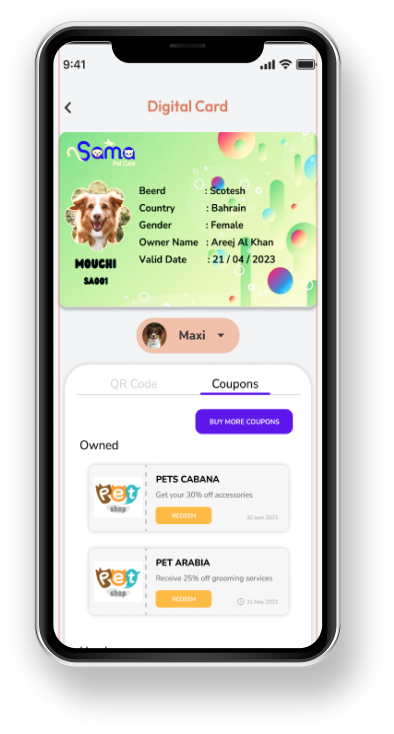 9:41
Digital Card
Sama
Pet Care
Beerd : Scotesh
Country : Bahrain
Gender : Female
Owner Name : Areej Al Khan
Valid Date : 21 / 04 / 2023
MOUCHI
SA001
Maxi
QR Code
Coupons
BUY MORE COUPONS
Owned
Pet
shop
PETS CABANA
Get your 30% off accessories
REDEEM
30 June 2023
Pet
shop
PET ARABIA
Receive 25% off grooming services
REDEEM
31 May 2023